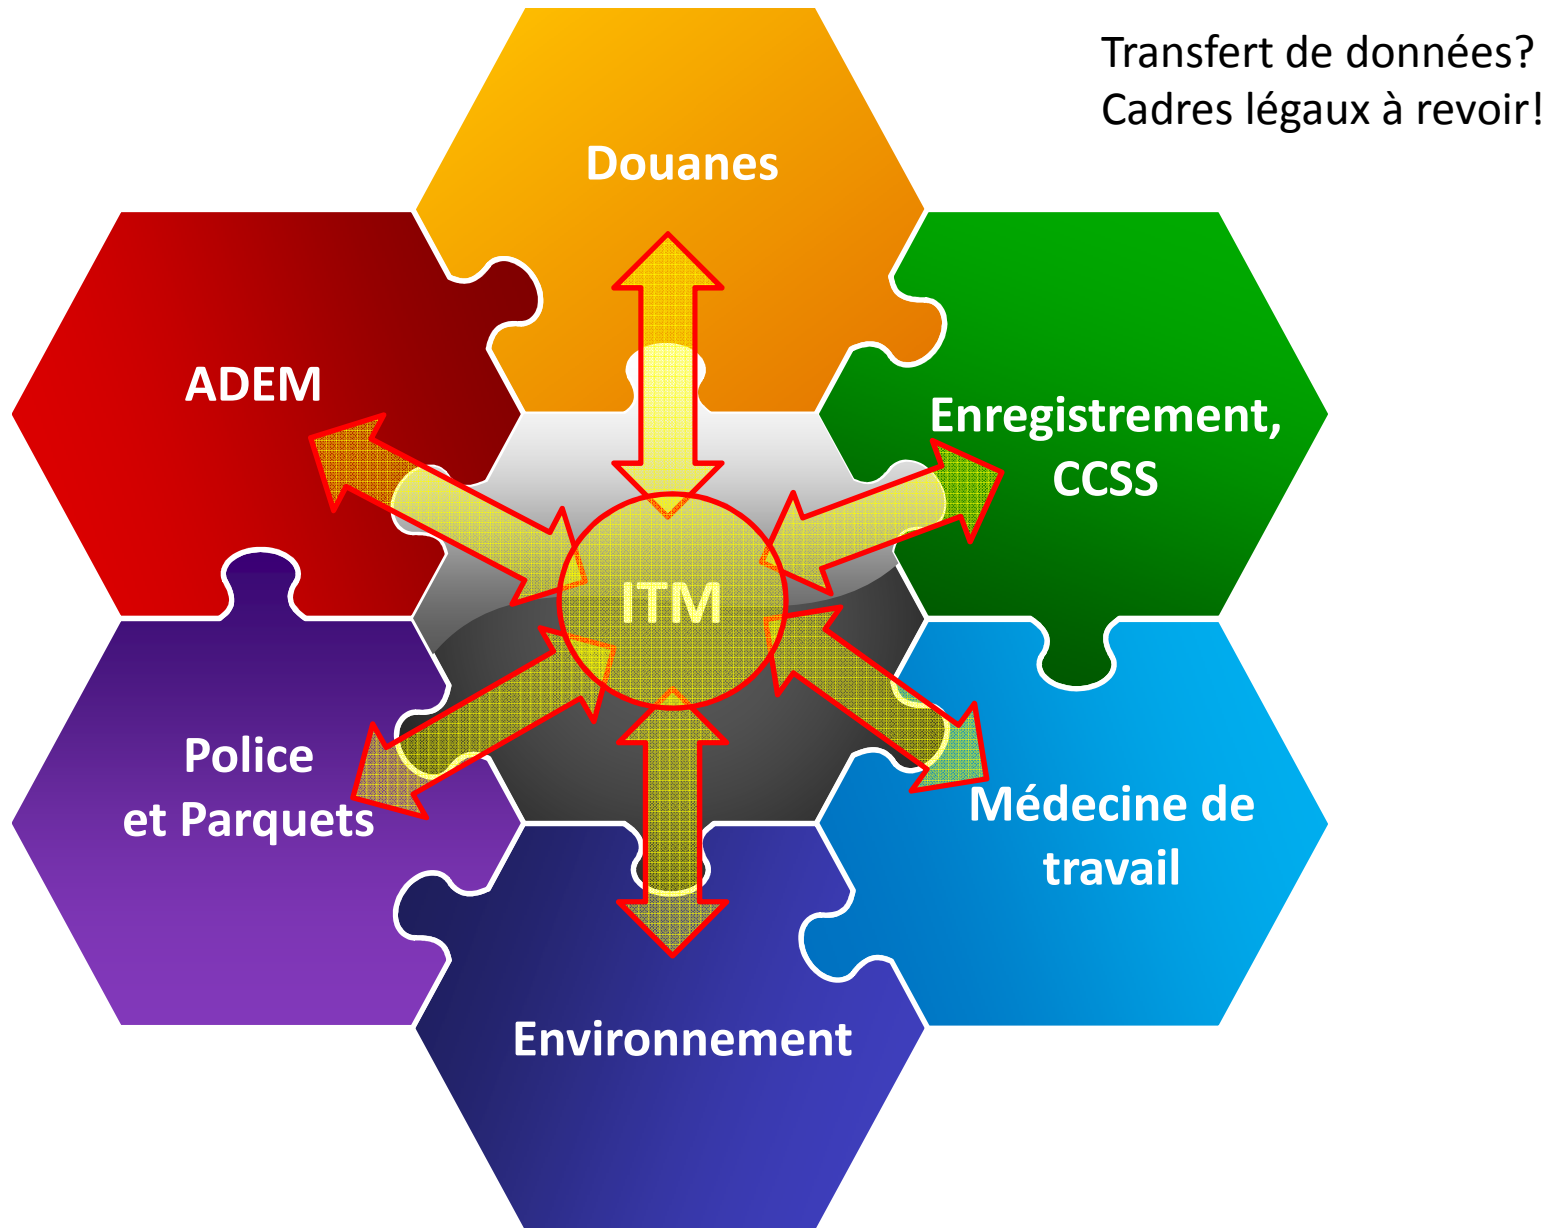 Transfert de données?
Cadres légaux à revoir!
Douanes
ADEM
Enregistrement,
CCSS
ITM
Police
et Parquets
Médecine de
travail
Environnement